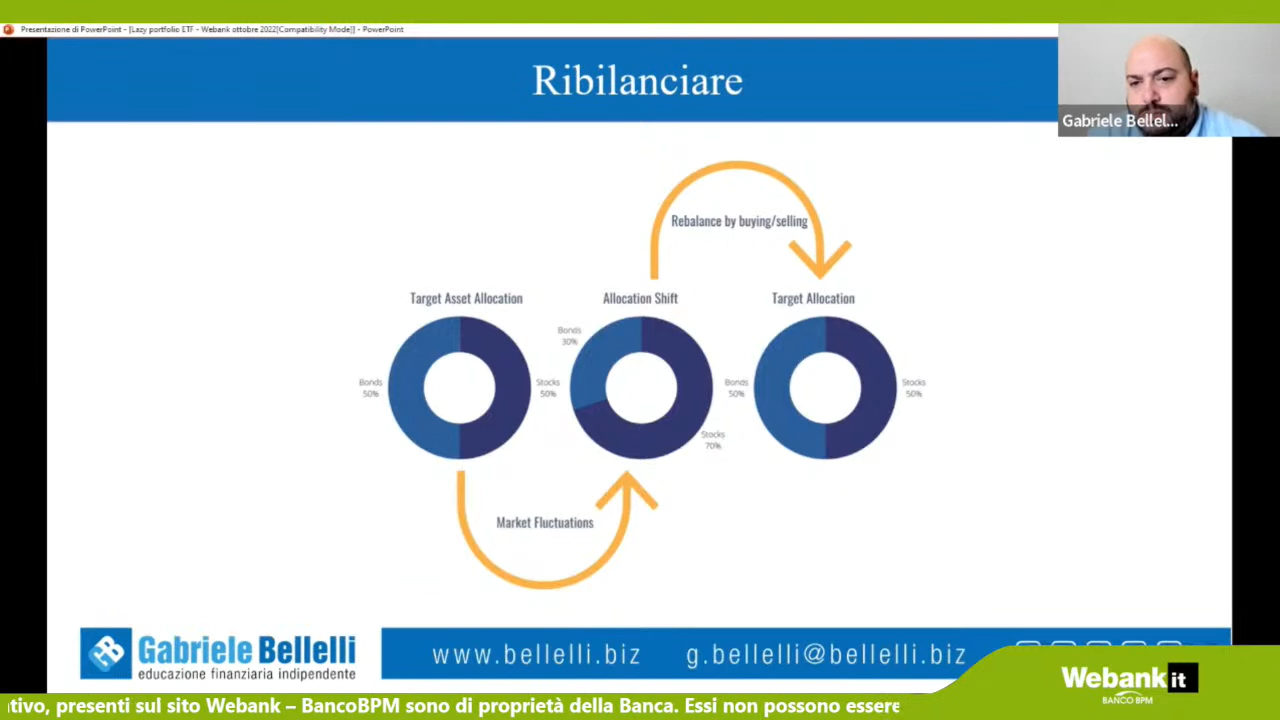 Presentazione di PowerPoint - [Lazy portfolio ETF - Webank ottobre 2022[Compatibility Mode]] - PowerPoint
Ribilanciare
Gabriele Bellel...
Rebalance by buying/selling
Target Asset Allocation
Allocation Shift
Target Allocation
Bonds
30%
Bonds
50%
Stocks
50%
Bonds
50%
Stocks
50%
Stocks
70%
Market Fluctuations
HB
Gabriele Bellelli
educazione finanziaria indipendente
www.bellelli.biz
g.bellelli@bellelli.biz
Webank it
BANCO BPM
tivo, presenti sul sito Webank – BancoBPM sono di proprietà della Banca. Essi non possono essere